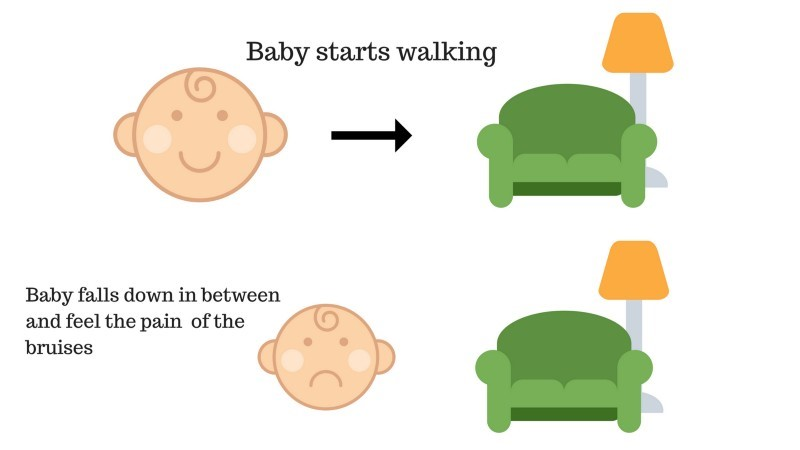 Baby starts walking
Baby falls down in between
and feel the pain of the
bruises